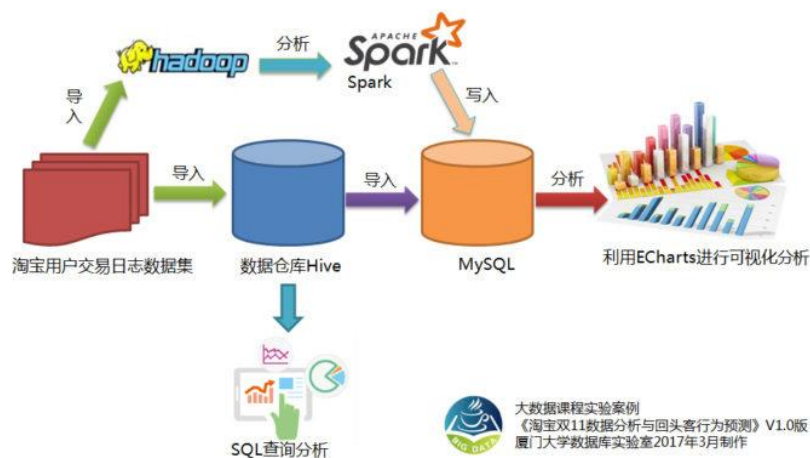 hadoop
分析
APACHE
Spark
Spark
导入
写入
导入
导入
分析
淘宝用户交易日志数据集
数据仓库Hive
MySQL
利用ECharts进行可视化分析
SQL查询分析
BIG DATA
大数据课程实验案例
《淘宝双11数据分析与回头客行为预测》V1.0版
厦门大学数据库实验室2017年3月制作